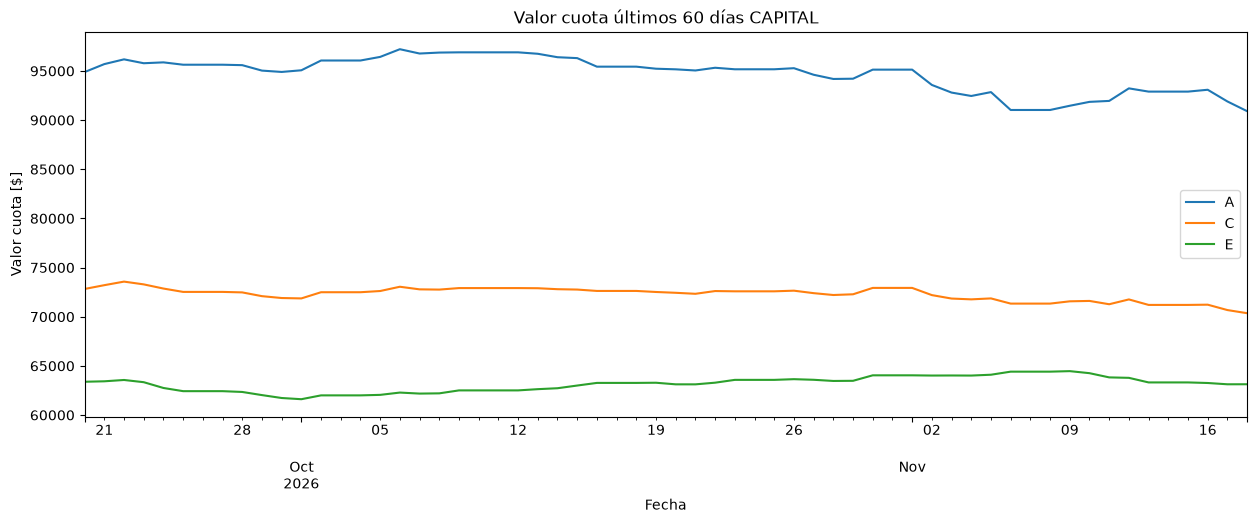 Valor cuota últimos 60 días CAPITAL
Valor cuota [$]
95000
90000
85000
80000
75000
70000
65000
60000
A
C
E
21 28 05 12 19 26 02 09 16
Oct Nov
2026
Fecha